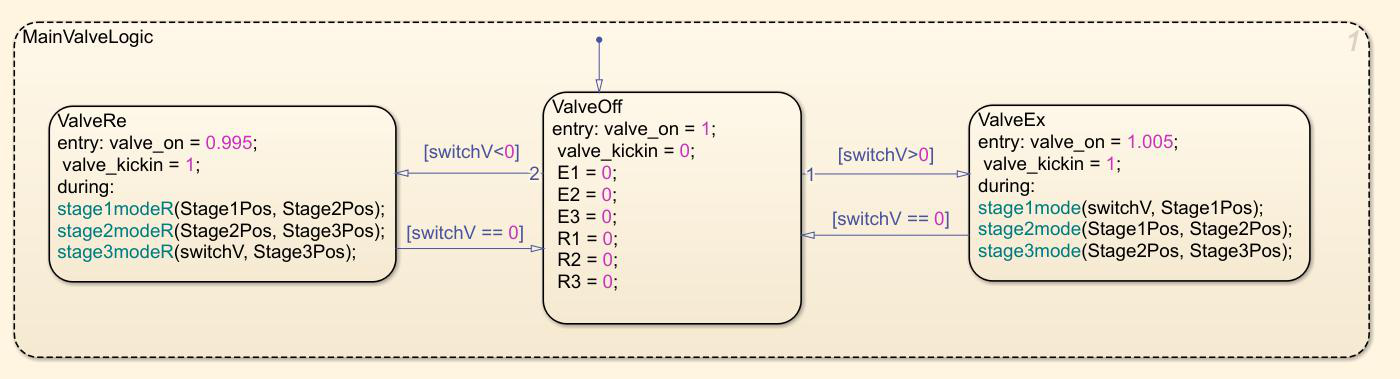 MainValveLogic
1
ValveRe
entry: valve_on = 0.995;
valve_kickin = 1;
during:
stage1modeR(Stage1Pos, Stage2Pos);
stage2modeR(Stage2Pos, Stage3Pos);
stage3modeR(switchV, Stage3Pos);
[switchV<0]
2
[switchV == 0]
ValveOff
entry: valve_on = 1;
valve_kickin = 0;
E1 = 0;
E2 = 0;
E3 = 0;
R1 = 0;
R2 = 0;
R3 = 0;
[switchV>0]
1
[switchV == 0]
ValveEx
entry: valve_on = 1.005;
valve_kickin = 1;
during:
stage1mode(switchV, Stage1Pos);
stage2mode(Stage1Pos, Stage2Pos);
stage3mode(Stage2Pos, Stage3Pos);